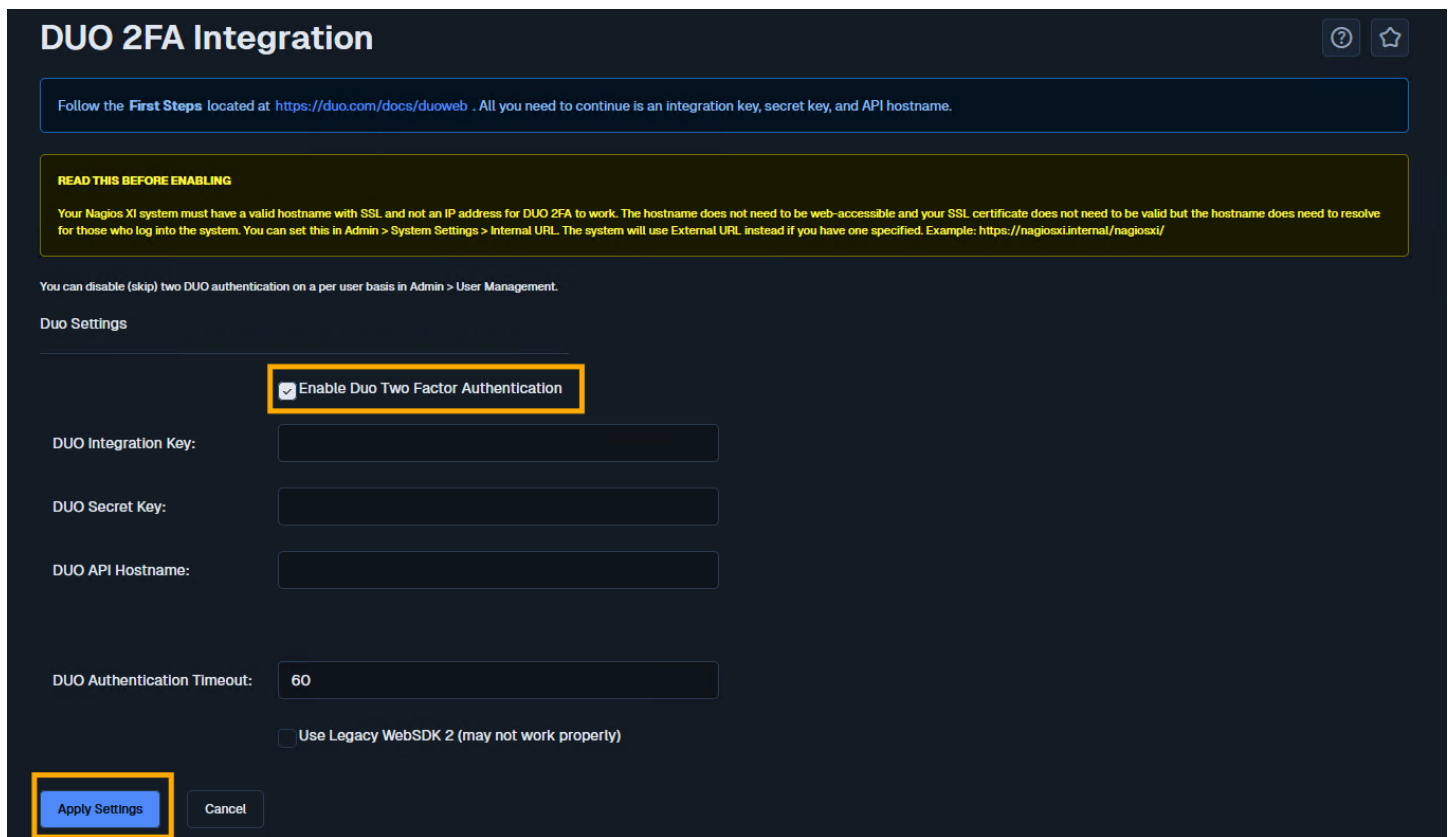 DUO 2FA Integration
Follow the First Steps located at https://duo.com/docs/duoweb . All you need to continue is an integration key, secret key, and API hostname.
READ THIS BEFORE ENABLING
Your Nagios XI system must have a valid hostname with SSL and not an IP address for DUO 2FA to work. The hostname does not need to be web-accessible and your SSL certificate does not need to be valid but the hostname does need to resolve
for those who log into the system. You can set this in Admin > System Settings > Internal URL. The system will use External URL instead if you have one specified. Example: https://nagiosxi.internal/nagiosxi/
You can disable (skip) two DUO authentication on a per user basis in Admin > User Management.
Duo Settings
Enable Duo Two Factor Authentication
DUO Integration Key:
DUO Secret Key:
DUO API Hostname:
DUO Authentication Timeout: 60
Use Legacy WebSDK 2 (may not work properly)
Apply Settings Cancel